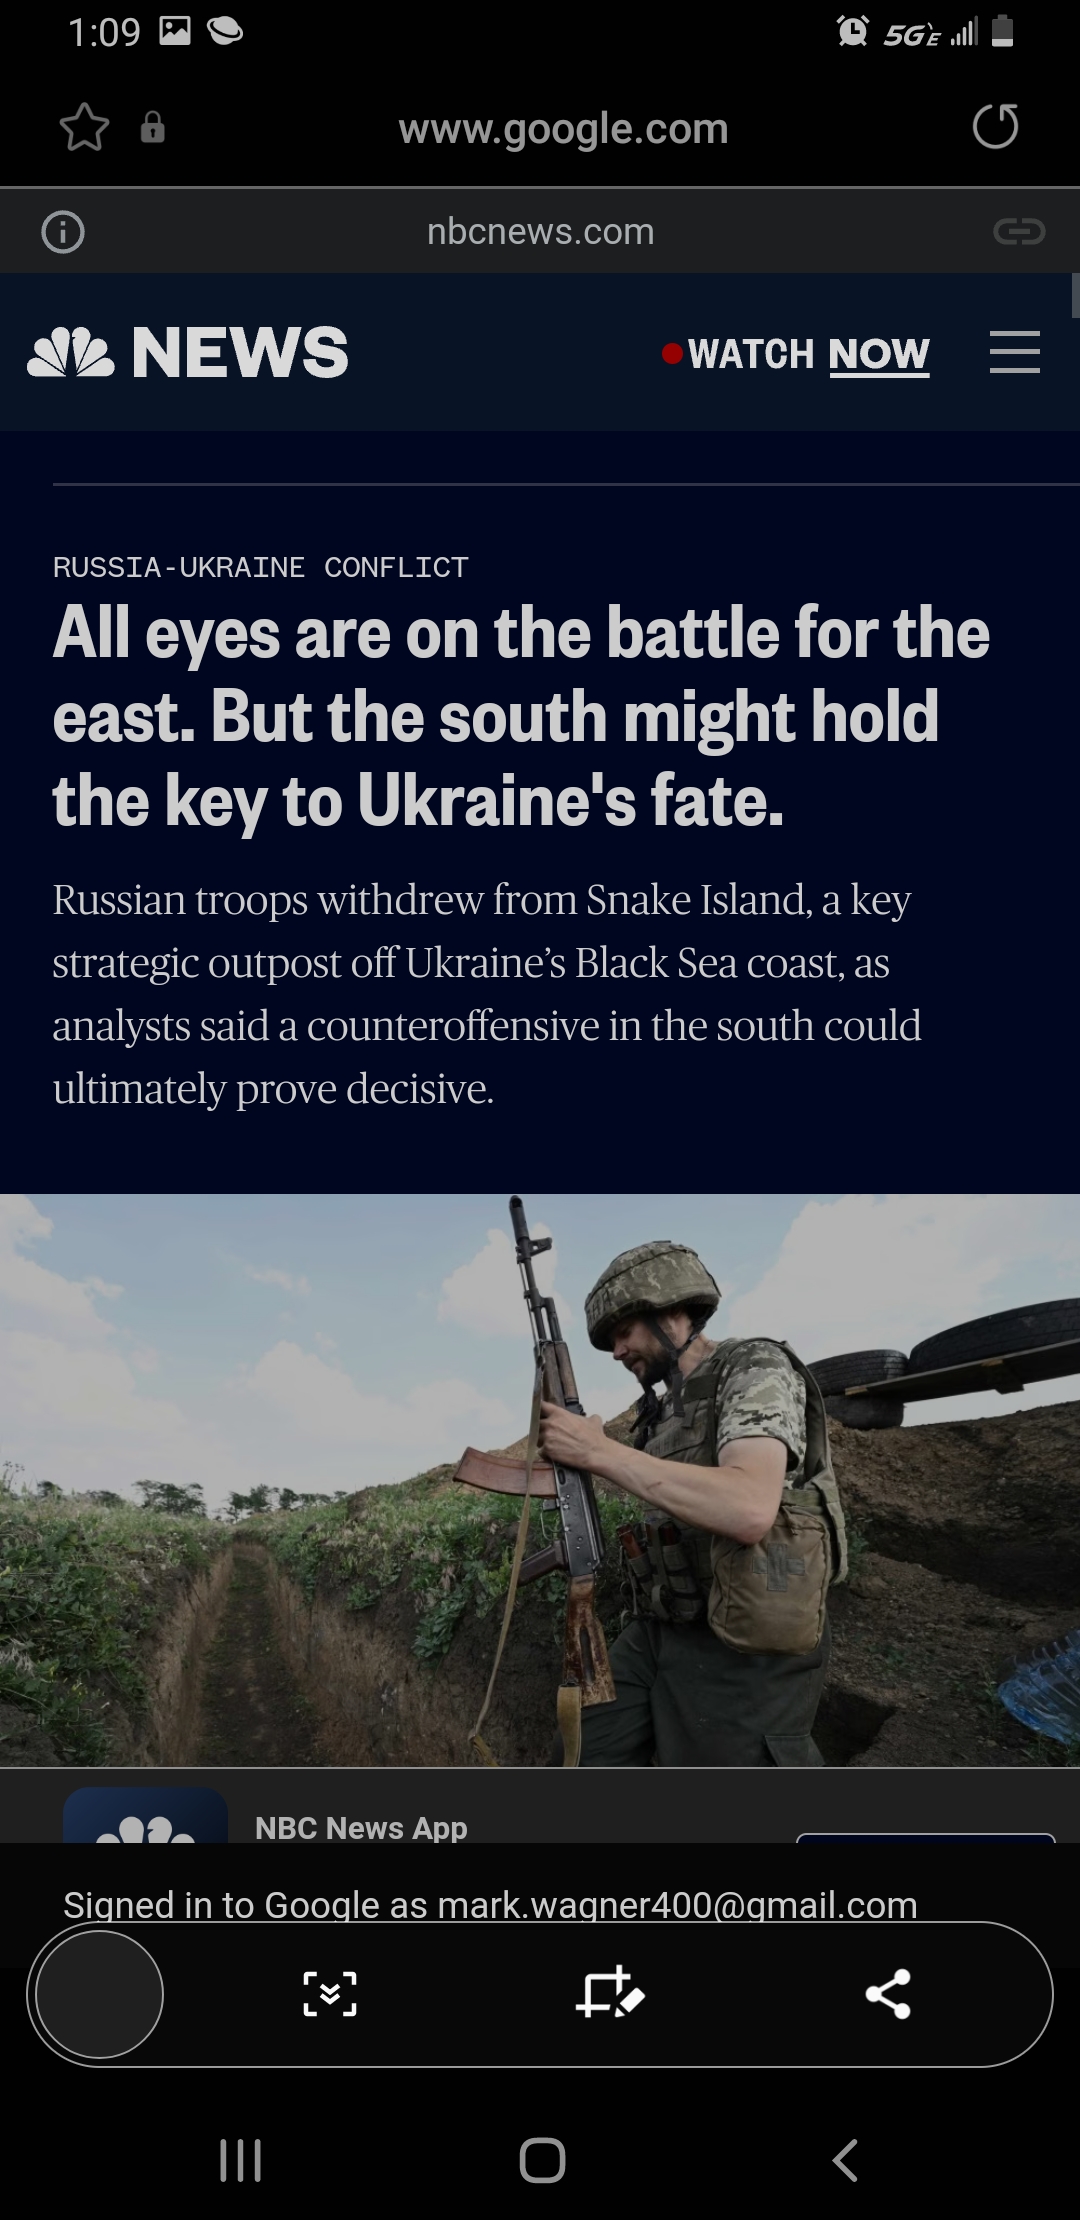 1:09
5GE
www.google.com
nbcnews.com
NEWS
WATCH NOW
RUSSIA-UKRAINE CONFLICT
All eyes are on the battle for the
east. But the south might hold
the key to Ukraine's fate.
Russian troops withdrew from Snake Island, a key
strategic outpost off Ukraine’s Black Sea coast, as
analysts said a counteroffensive in the south could
ultimately prove decisive.
NBC News App
Signed in to Google as mark.wagner400@gmail.com